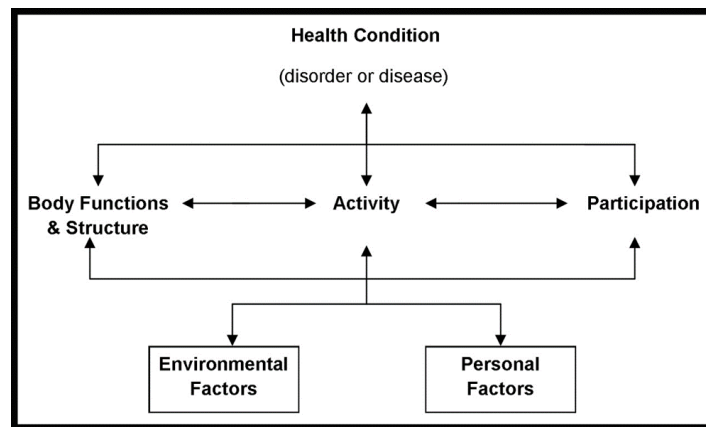 Health Condition
(disorder or disease)
Body Functions
& Structure
Activity
Participation
Environmental
Factors
Personal
Factors